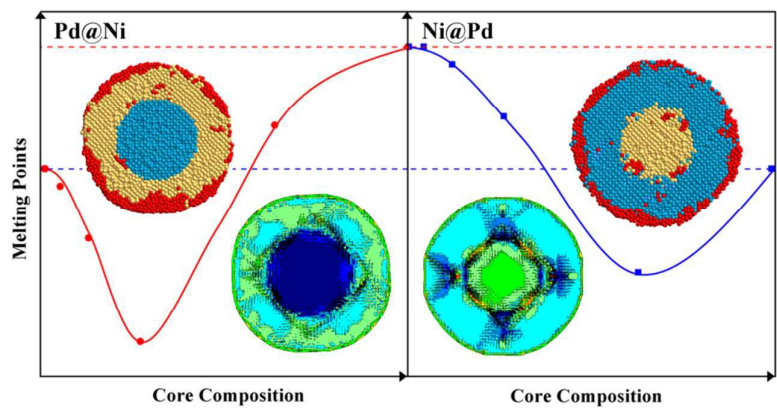 Pd@Ni
Ni@Pd
Melting Points
Core Composition
Core Composition